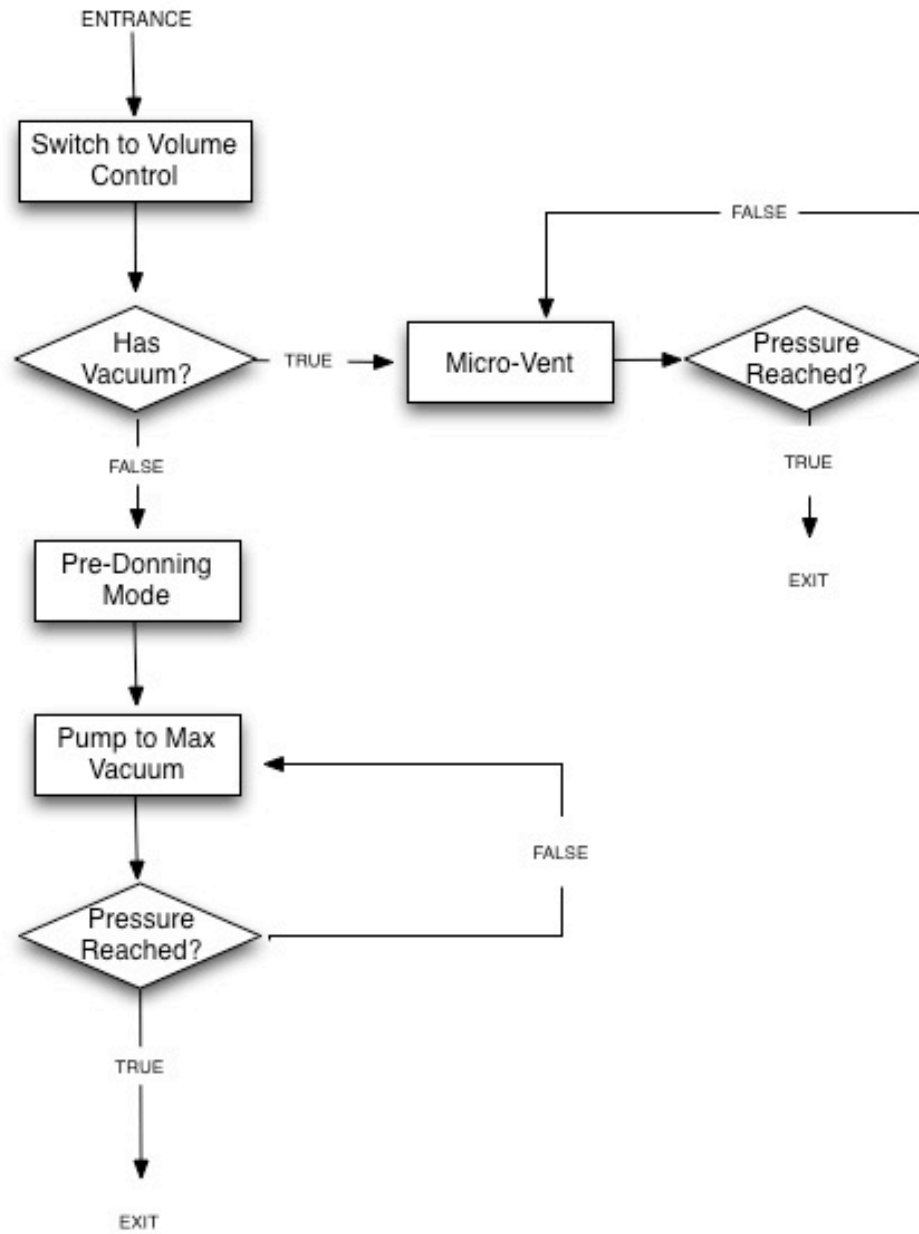 ENTRANCE
Switch to Volume
Control
FALSE
Has
Vacuum?
TRUE
Micro-Vent
Pressure
Reached?
FALSE
TRUE
Pre-Donning
Mode
EXIT
Pump to Max
Vacuum
FALSE
Pressure
Reached?
TRUE
EXIT